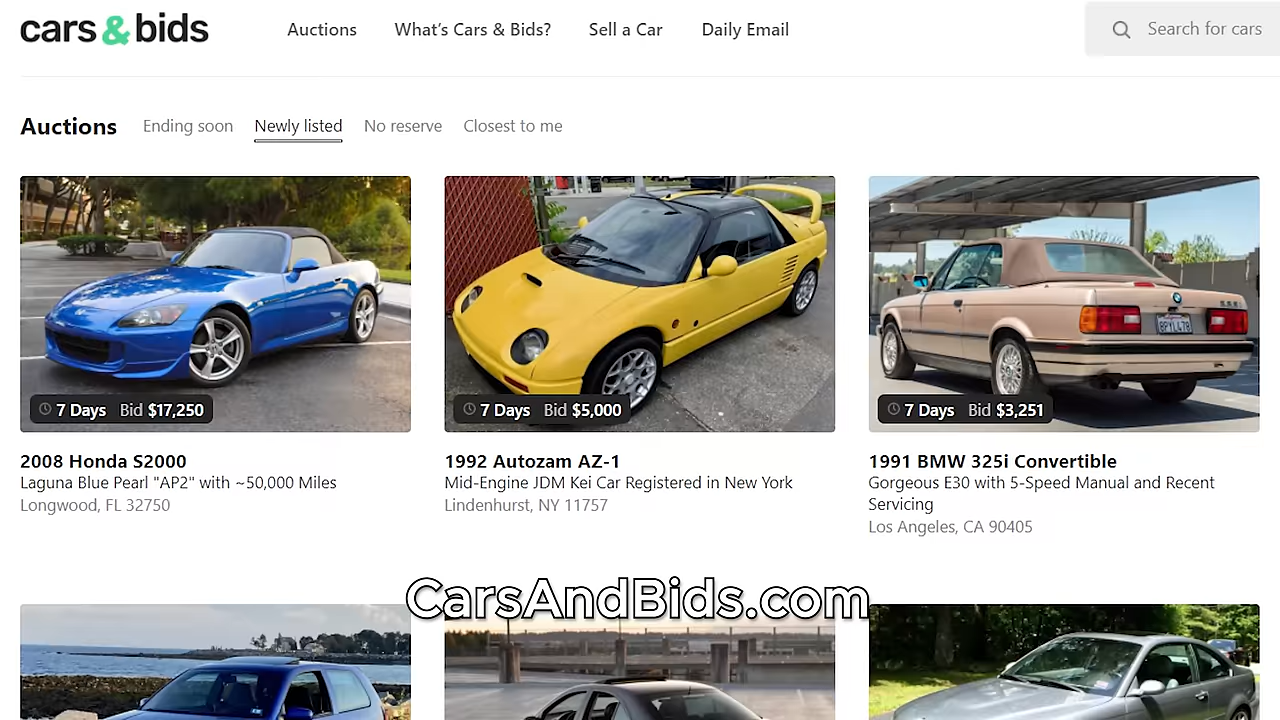 cars & bids
Auctions
What's Cars & Bids?
Sell a Car
Daily Email
Search for cars
Auctions
Ending soon
Newly listed
No reserve
Closest to me
7 Days Bid $17,250
7 Days Bid $5,000
8PYL478
7 Days Bid $3,251
2008 Honda S2000
Laguna Blue Pearl "AP2" with ~50,000 Miles
Longwood, FL 32750
1992 Autozam AZ-1
Mid-Engine JDM Kei Car Registered in New York
Lindenhurst, NY 11757
1991 BMW 325i Convertible
Gorgeous E30 with 5-Speed Manual and Recent
Servicing
Los Angeles, CA 90405
CarsAndBids.com